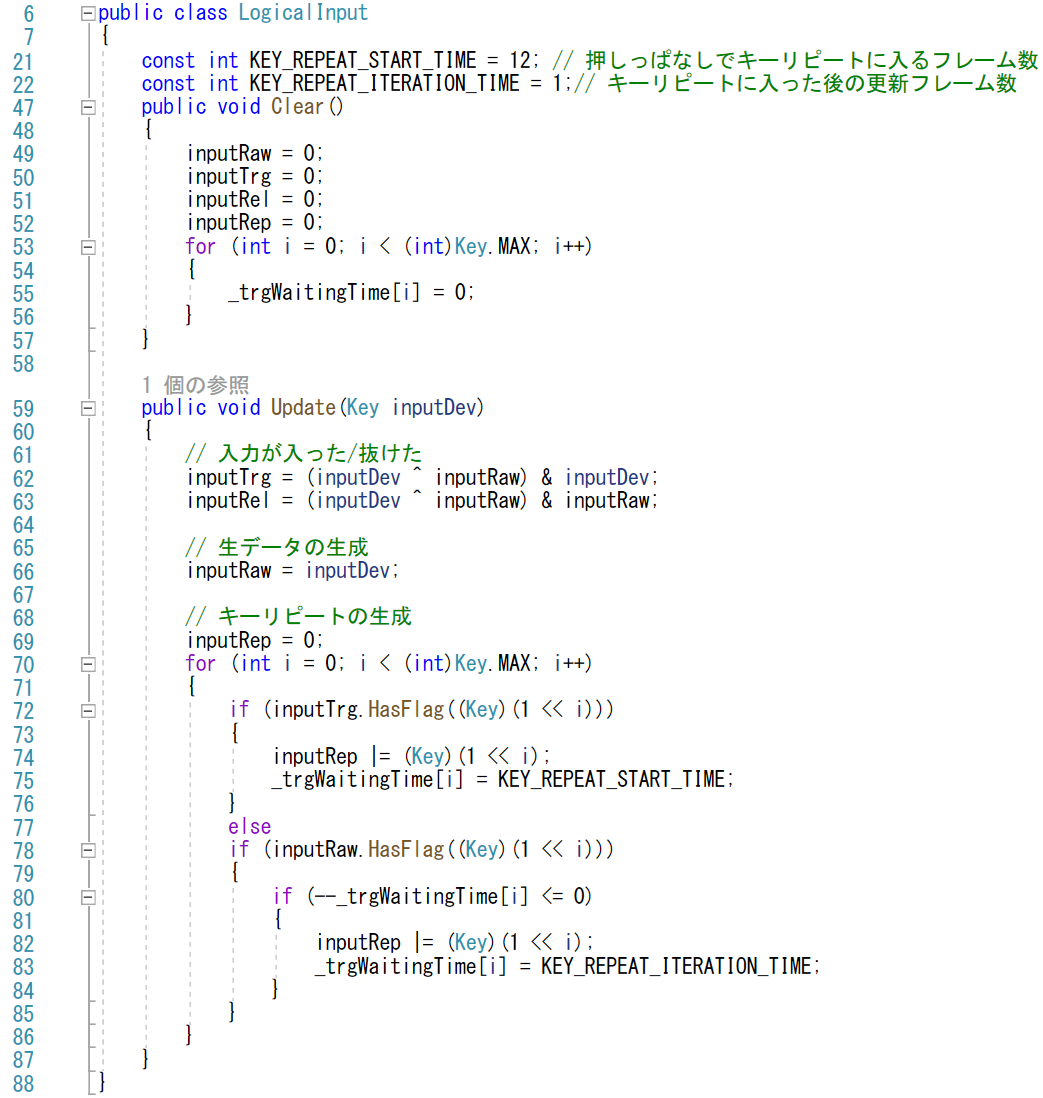 6 public class LogicalInput
7 {
21 const int KEY_REPEAT_START_TIME = 12; // 押しっぱなしでキーリピートに入るフレーム数
22 const int KEY_REPEAT_ITERATION_TIME = 1;// キーリピートに入った後の更新フレーム数
47 public void Clear()
48 {
49 inputRaw = 0;
50 inputTrg = 0;
51 inputRel = 0;
52 inputRep = 0;
53 for (int i = 0; i < (int)Key.MAX; i++)
54 {
55 _trgWaitingTime[i] = 0;
56 }
57 }
58
1 個の参照
59 public void Update(Key inputDev)
60 {
61 // 入力が入った/抜けた
62 inputTrg = (inputDev ^ inputRaw) & inputDev;
63 inputRel = (inputDev ^ inputRaw) & inputRaw;
64
65 // 生データの生成
66 inputRaw = inputDev;
67
68 // キーリピートの生成
69 inputRep = 0;
70 for (int i = 0; i < (int)Key.MAX; i++)
71 {
72 if (inputTrg.HasFlag((Key)(1 << i)))
73 {
74 inputRep |= (Key)(1 << i);
75 _trgWaitingTime[i] = KEY_REPEAT_START_TIME;
76 }
77 else
78 if (inputRaw.HasFlag((Key)(1 << i)))
79 {
80 if (--_trgWaitingTime[i] <= 0)
81 {
82 inputRep |= (Key)(1 << i);
83 _trgWaitingTime[i] = KEY_REPEAT_ITERATION_TIME;
84 }
85 }
86 }
87 }
88 }